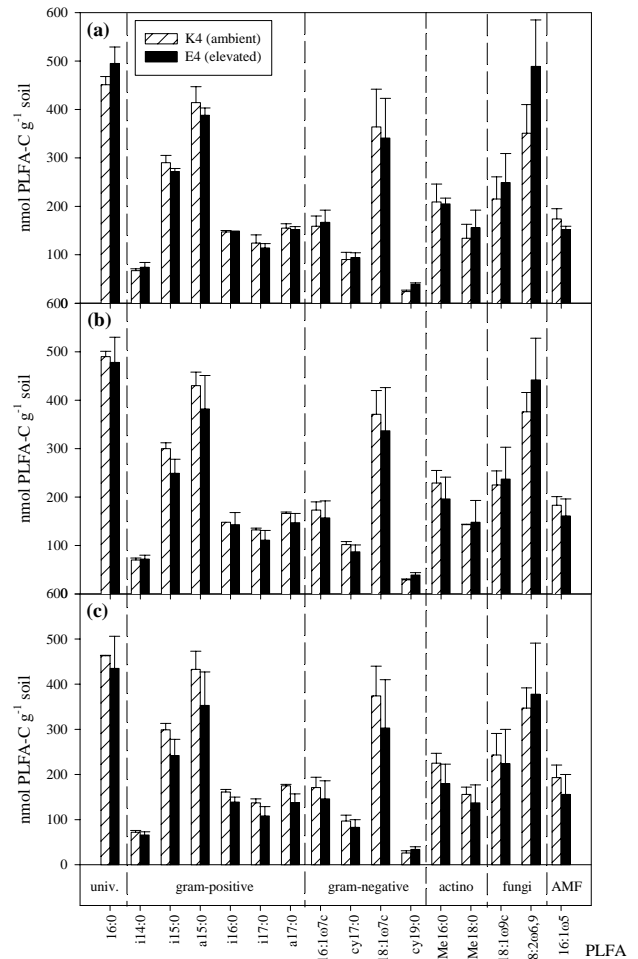 600
(a)
K4 (ambient)
E4 (elevated)
500
400
300
200
100
nmol PLFA-C g-1 soil
600
(b)
500
400
300
200
100
nmol PLFA-C g-1 soil
600
(c)
500
400
300
200
100
0
nmol PLFA-C g-1 soil
univ. gram-positive gram-negative actino fungi AMF
16:0
i14:0
i15:0
a15:0
i16:0
i17:0
a17:0
16:1ω7c
cy17:0
18:1ω7c
cy19:0
Me16:0
Me18:0
18:1ω9c
8:2ω6,9
16:1ω5
PLFA